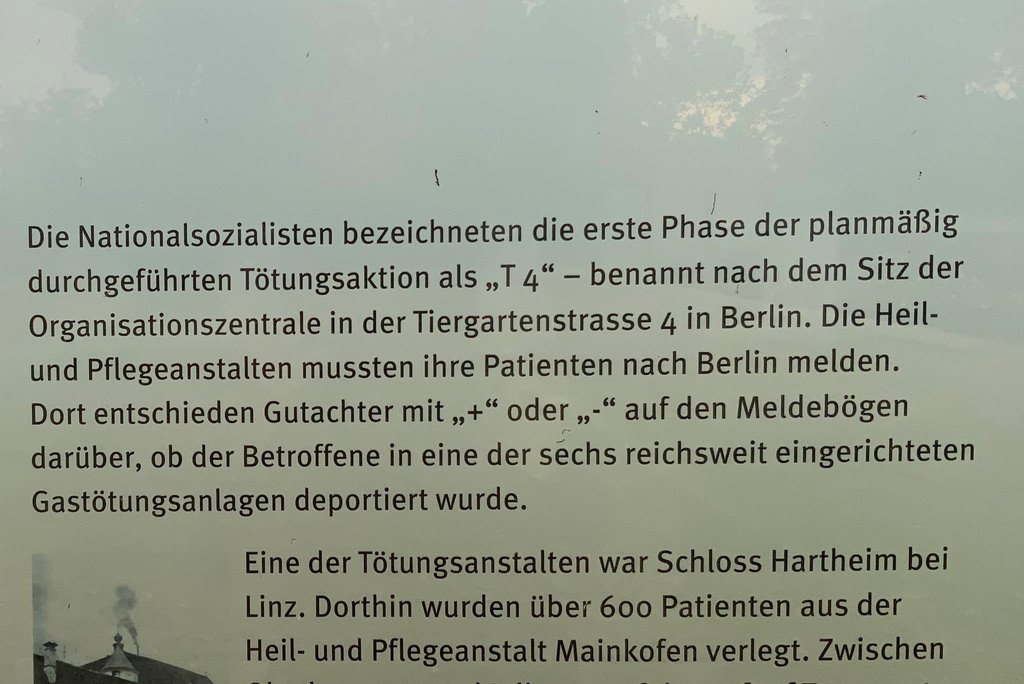 Die Nationalsozialisten bezeichneten die erste Phase der planmäßig
durchgeführten Tötungsaktion als „T 4“ – benannt nach dem Sitz der
Organisationszentrale in der Tiergartenstrasse 4 in Berlin. Die Heil-
und Pflegeanstalten mussten ihre Patienten nach Berlin melden.
Dort entschieden Gutachter mit „+“ oder „-“ auf den Meldebögen
darüber, ob der Betroffene in eine der sechs reichsweit eingerichteten
Gastötungsanlagen deportiert wurde.
Eine der Tötungsanstalten war Schloss Hartheim bei
Linz. Dorthin wurden über 600 Patienten aus der
Heil- und Pflegeanstalt Mainkofen verlegt. Zwischen